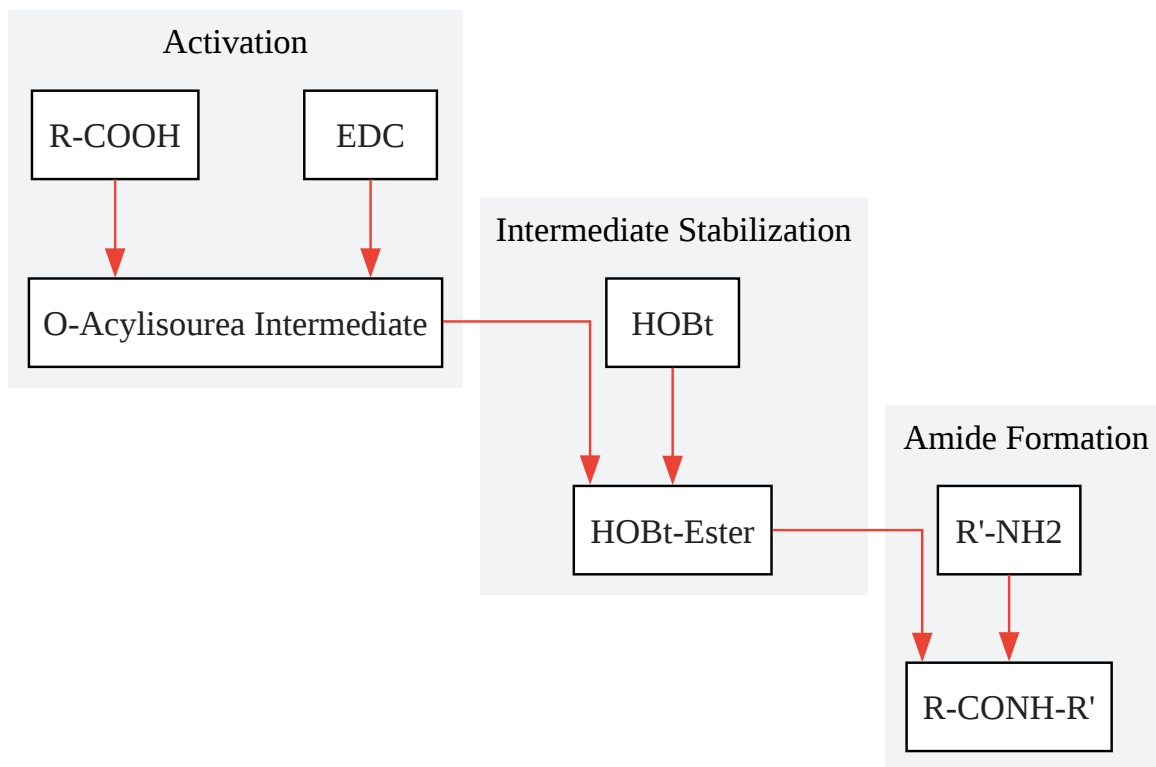 Activation
R-COOH
EDC
O-Acylisourea Intermediate
Intermediate Stabilization
HOBt
HOBt-Ester
Amide Formation
R'-NH2
R-CONH-R'